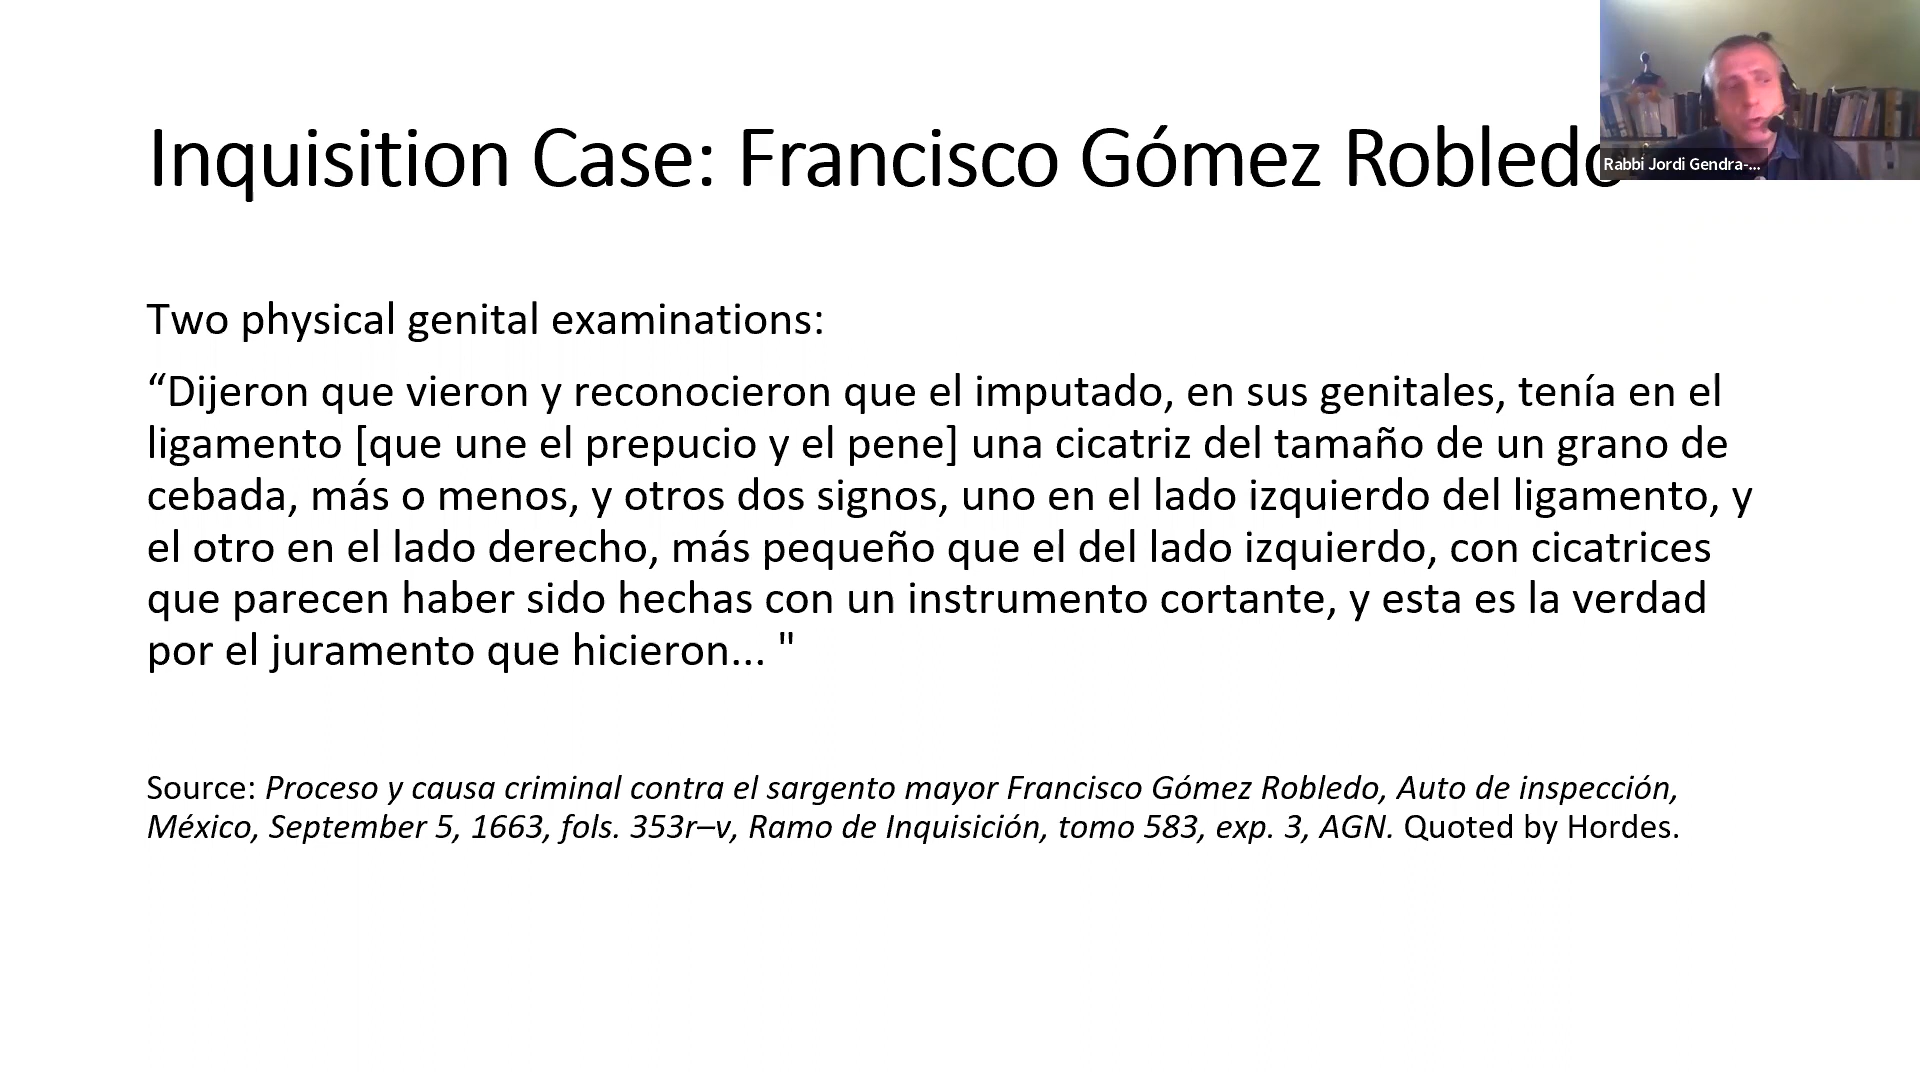 Inquisition Case: Francisco Gómez Robledo
Rabbi Jordi Gendra-...
Two physical genital examinations:
“Dijeron que vieron y reconocieron que el imputado, en sus genitales, tenía en el
ligamento [que une el prepucio y el pene] una cicatriz del tamaño de un grano de
cebada, más o menos, y otros dos signos, uno en el lado izquierdo del ligamento, y
el otro en el lado derecho, más pequeño que el del lado izquierdo, con cicatrices
que parecen haber sido hechas con un instrumento cortante, y esta es la verdad
por el juramento que hicieron... "
Source: Proceso y causa criminal contra el sargento mayor Francisco Gómez Robledo, Auto de inspección,
México, September 5, 1663, fols. 353r–v, Ramo de Inquisición, tomo 583, exp. 3, AGN. Quoted by Hordes.